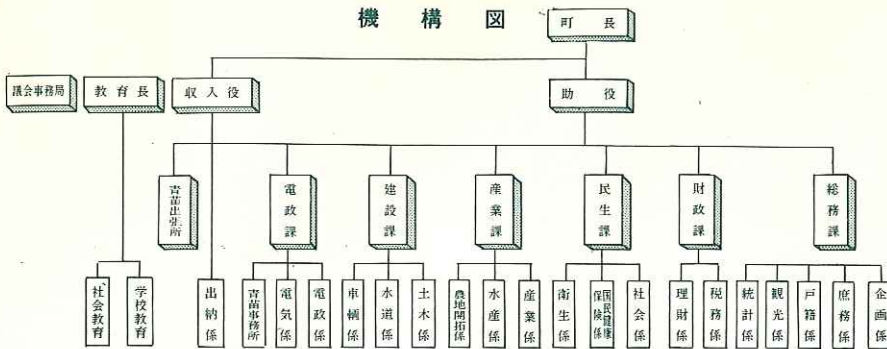 機構図
町長
議会事務局
教育長
収入役
助役
青苗出張所
電政課
建設課
産業課
民生課
財政課
総務課
社会教育
学校教育
出納係
青苗事務所
電気係
電政係
車輌係
水道係
土木係
農地開拓係
水産係
産業係
衛生係
国民健康
保険係
社会係
理財係
税務係
統計係
観光係
戸籍係
庶務係
企画係